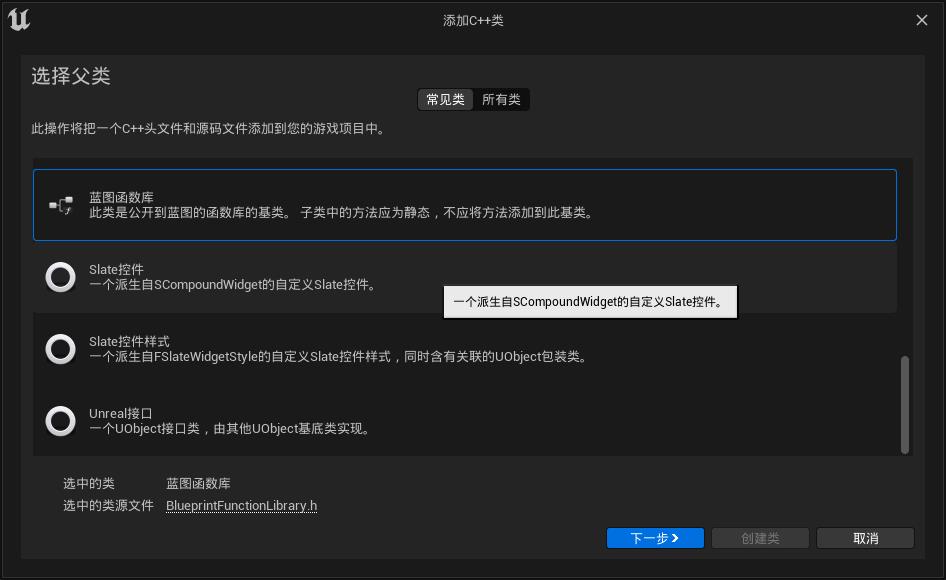 添加C++类
选择父类
常见类
所有类
此操作将把一个C++头文件和源码文件添加到您的游戏项目中。
蓝图函数库
此类是公开到蓝图的函数库的基类。 子类中的方法应为静态，不应将方法添加到此基类。
Slate控件
一个派生自SCompoundWidget的自定义Slate控件。
一个派生自SCompoundWidget的自定义Slate控件。
Slate控件样式
一个派生自FSlateWidgetStyle的自定义Slate控件样式，同时含有关联的UObject包装类。
Unreal接口
一个UObject接口类，由其他UObject基底类实现。
选中的类 蓝图函数库
选中的类源文件 BlueprintFunctionLibrary.h
下一步
创建类
取消